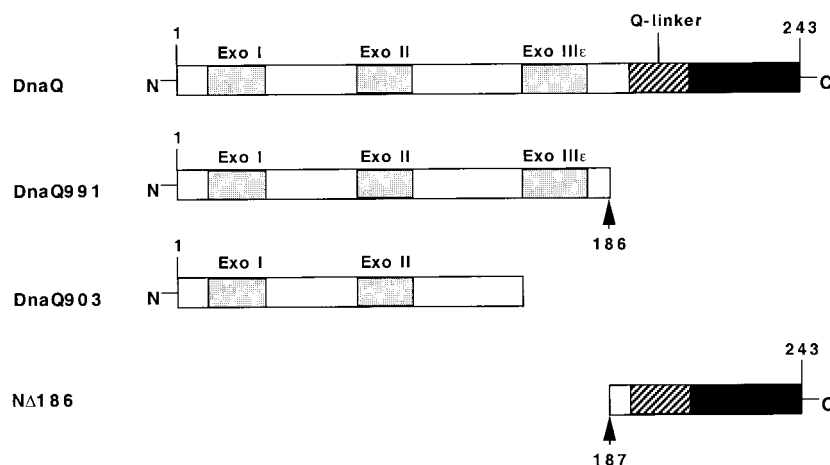 Q-linker
1
243
Exo I
Exo II
Exo IIIε
DnaQ
N
C
1
Exo I
Exo II
Exo IIIε
DnaQ991
N
186
1
Exo I
Exo II
DnaQ903
N
243
NΔ186
C
187